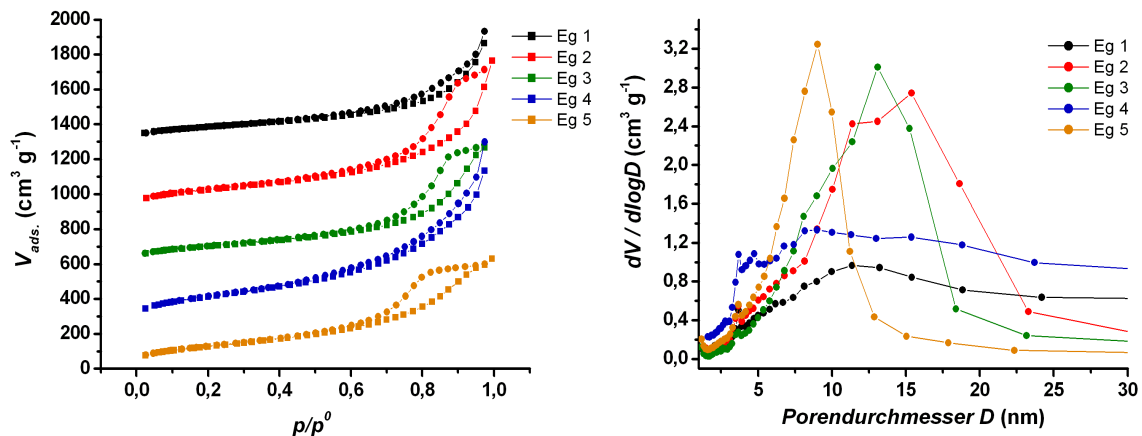 2000
1800
1600
1400
1200
1000
800
600
400
200
0
V_ads. (cm³ g⁻¹)
0,0 0,2 0,4 0,6 0,8 1,0
p/p⁰
Eg 1
Eg 2
Eg 3
Eg 4
Eg 5
3,2
2,8
2,4
2,0
1,6
1,2
0,8
0,4
0,0
dV / dlogD (cm³ g⁻¹)
5 10 15 20 25 30
Porendurchmesser D (nm)
Eg 1
Eg 2
Eg 3
Eg 4
Eg 5